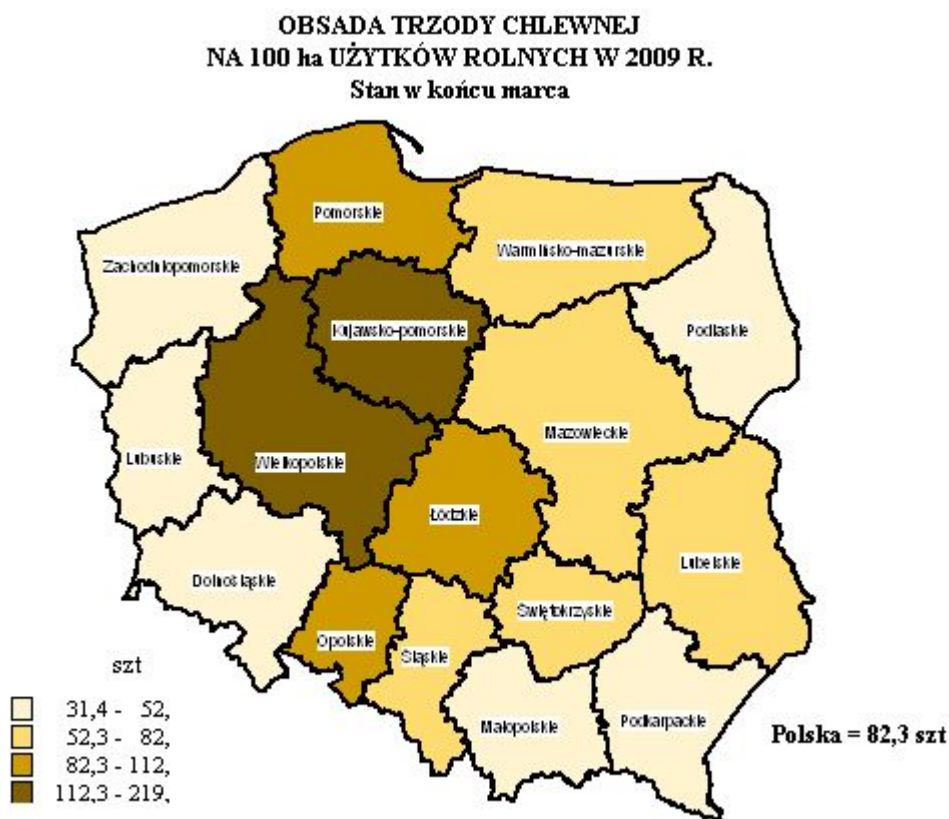 OBSADA TRZODY CHLEWNEJ
NA 100 ha UŻYTKÓW ROLNYCH W 2009 R.
Stan w końcu marca
Pomorskie
Warmińsko-mazurskie
Zachodniopomorskie
Kujawsko-pomorskie
Podlaskie
Mazowieckie
Lubuskie
Wielkopolskie
Łódzkie
Lubelskie
Dolnośląskie
Świętokrzyskie
Opolskie
Śląskie
szt
Małopolskie
Podkarpackie
31,4 - 52,
52,3 - 82,
82,3 - 112,
112,3 - 219,
Polska = 82,3 szt